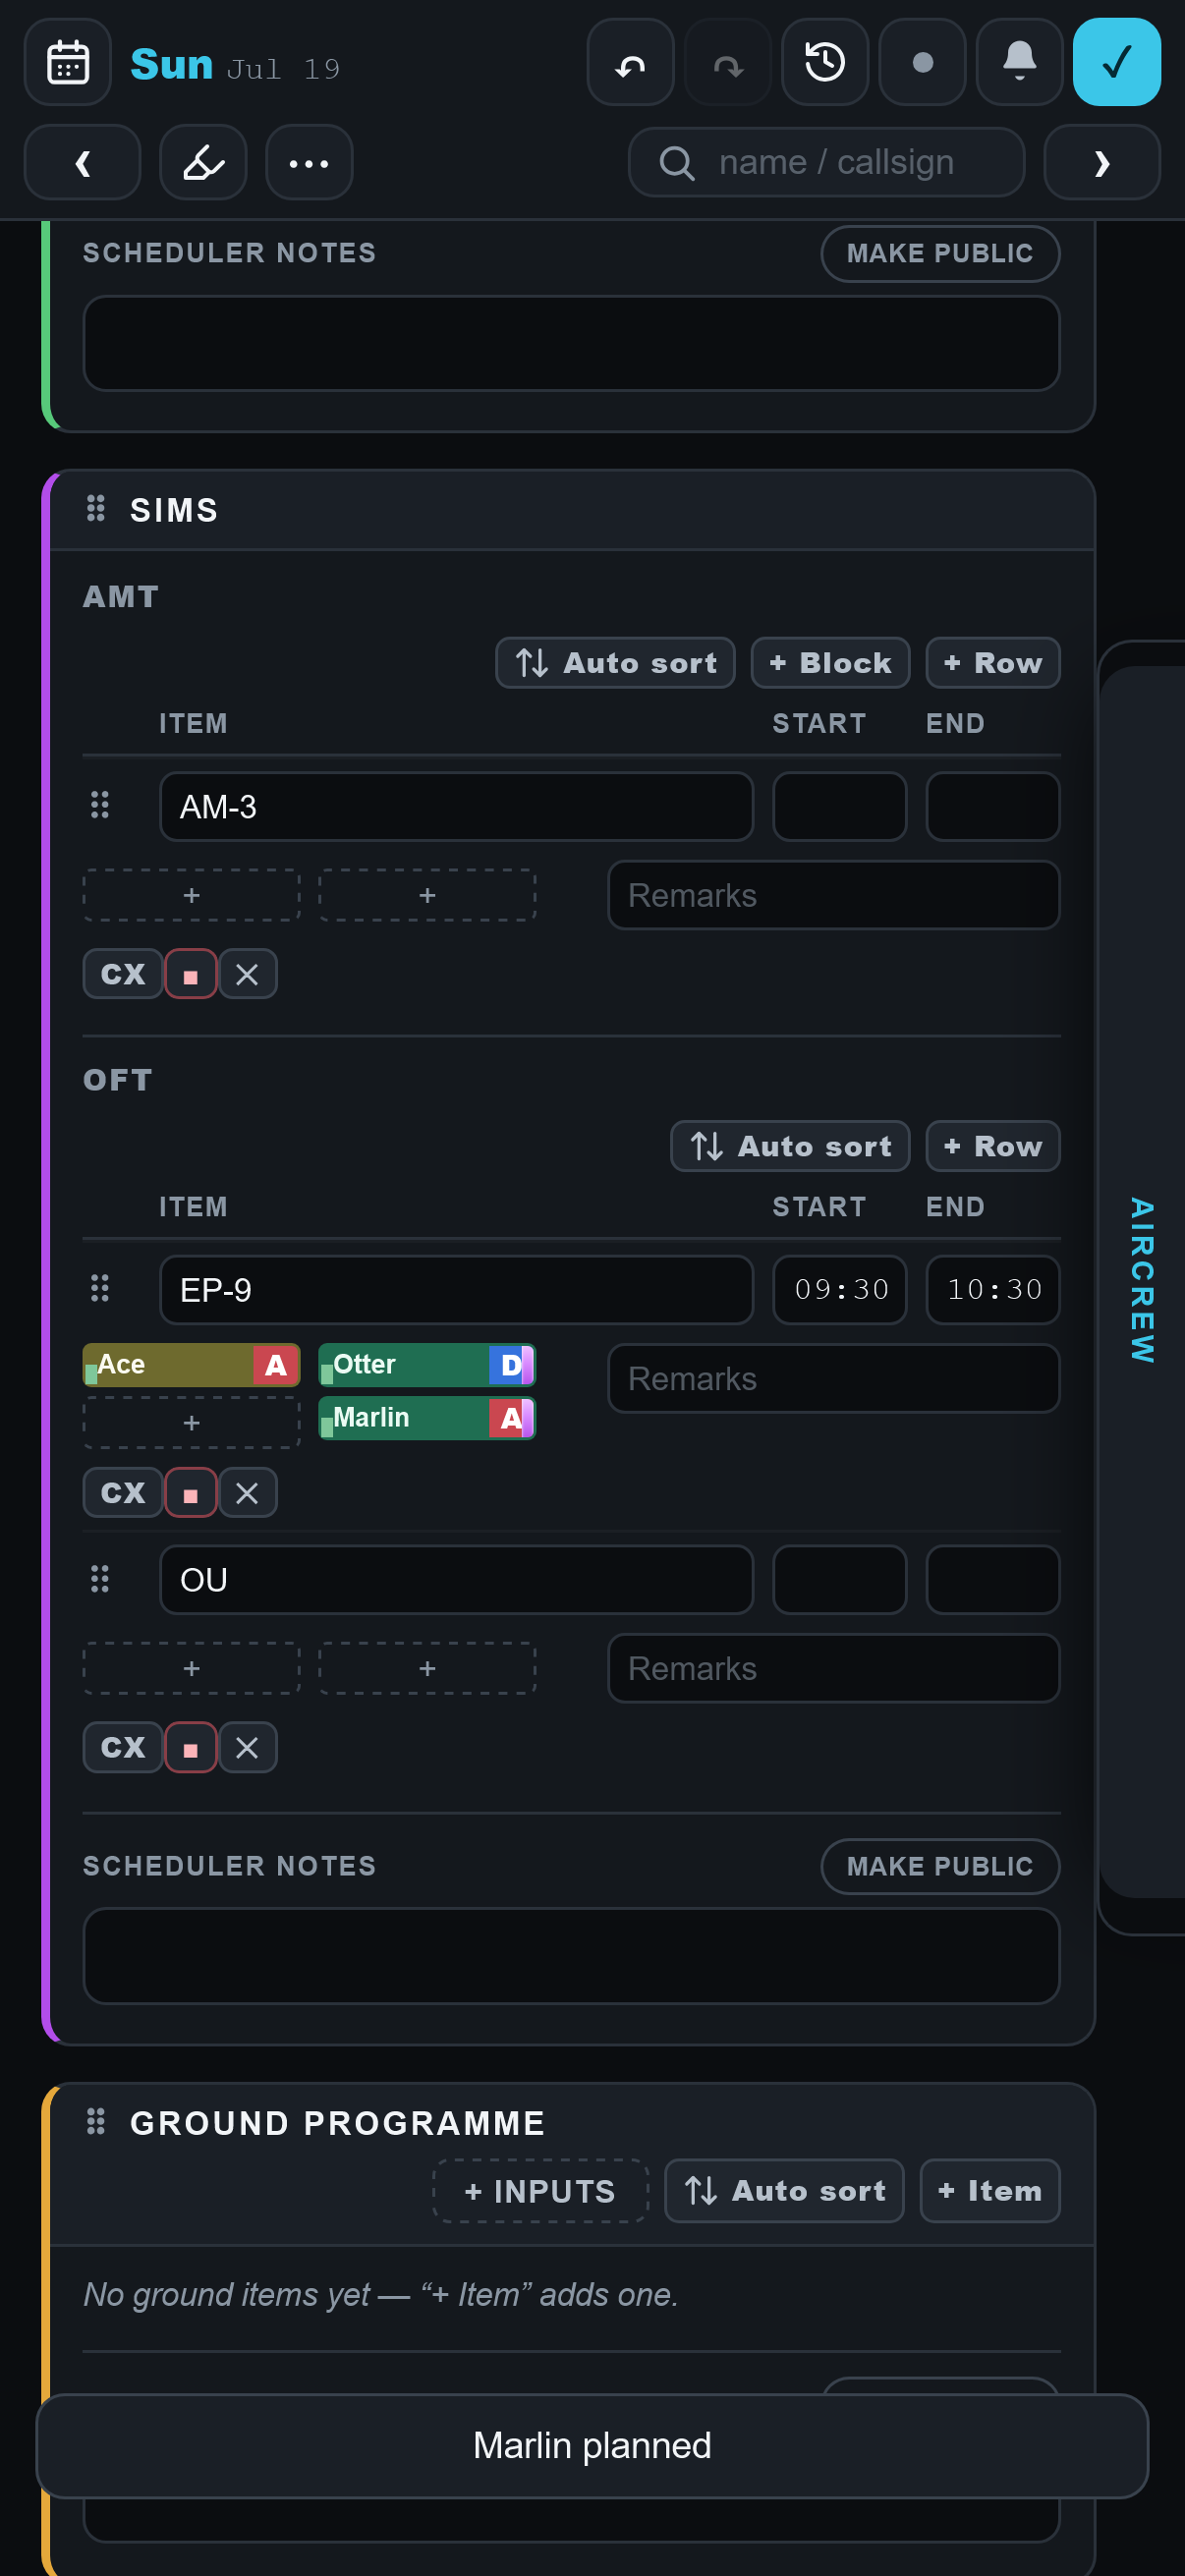 Sun Jul 19
name / callsign
SCHEDULER NOTES
MAKE PUBLIC
SIMS
AMT
Auto sort
+ Block
+ Row
ITEM START END
AM-3
+ +
Remarks
CX
OFT
Auto sort
+ Row
ITEM START END
EP-9 09:30 10:30
Ace A
Otter D
Remarks
+
Marlin A
CX
OU
+ +
Remarks
CX
SCHEDULER NOTES
MAKE PUBLIC
AIRCREW
GROUND PROGRAMME
+ INPUTS
Auto sort
+ Item
No ground items yet — “+ Item” adds one.
Marlin planned